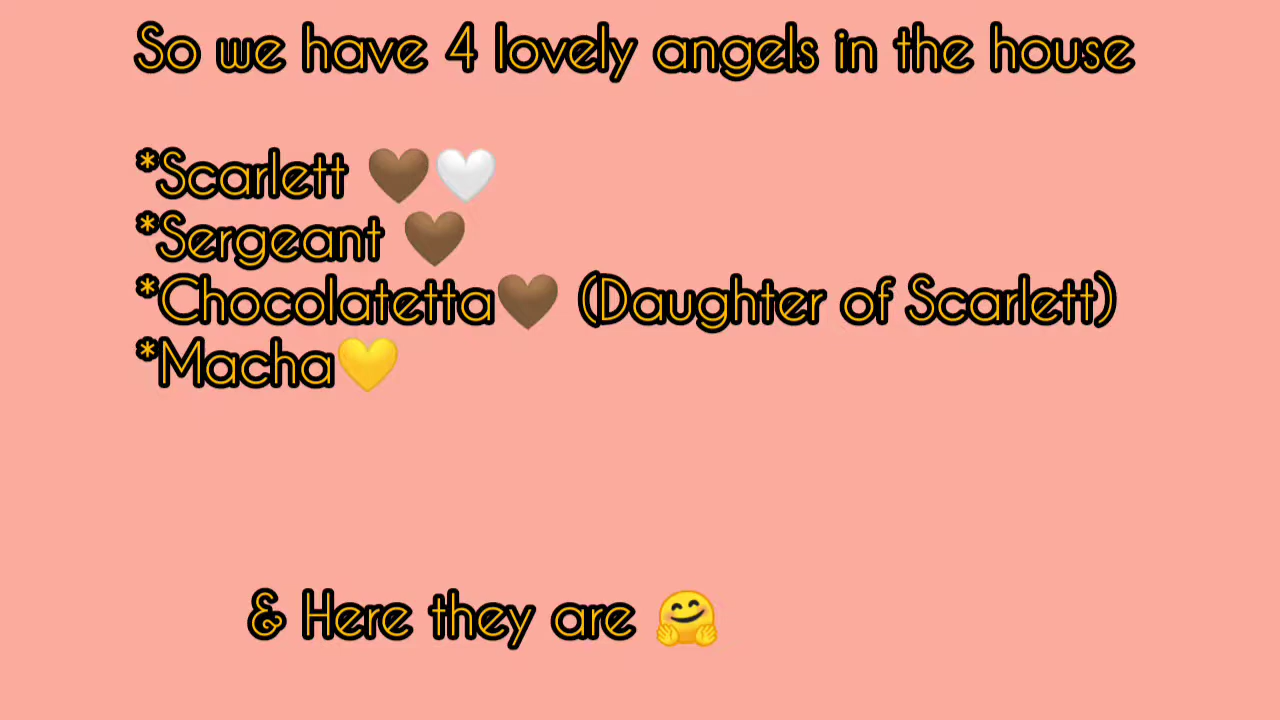 So we have 4 lovely angels in the house
*Scarlett 🤎🤍
*Sergeant 🤎
*Chocolatetta🤎 (Daughter of Scarlett)
*Macha💛
& Here they are 🤗